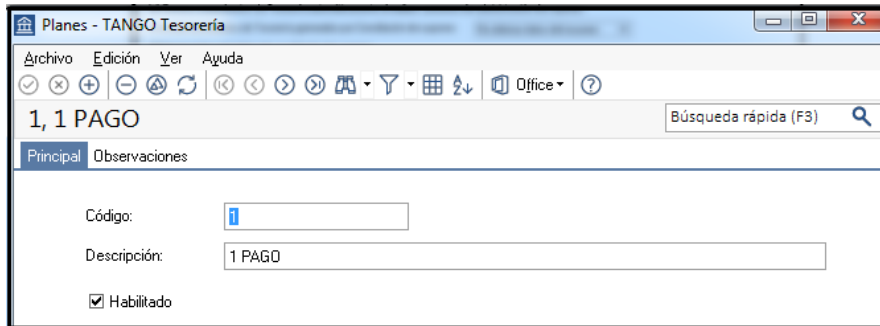 Planes - TANGO Tesorería
Archivo Edición Ver Ayuda
Office
1, 1 PAGO
Búsqueda rápida (F3)
Principal Observaciones
Código: 1
Descripción: 1 PAGO
Habilitado